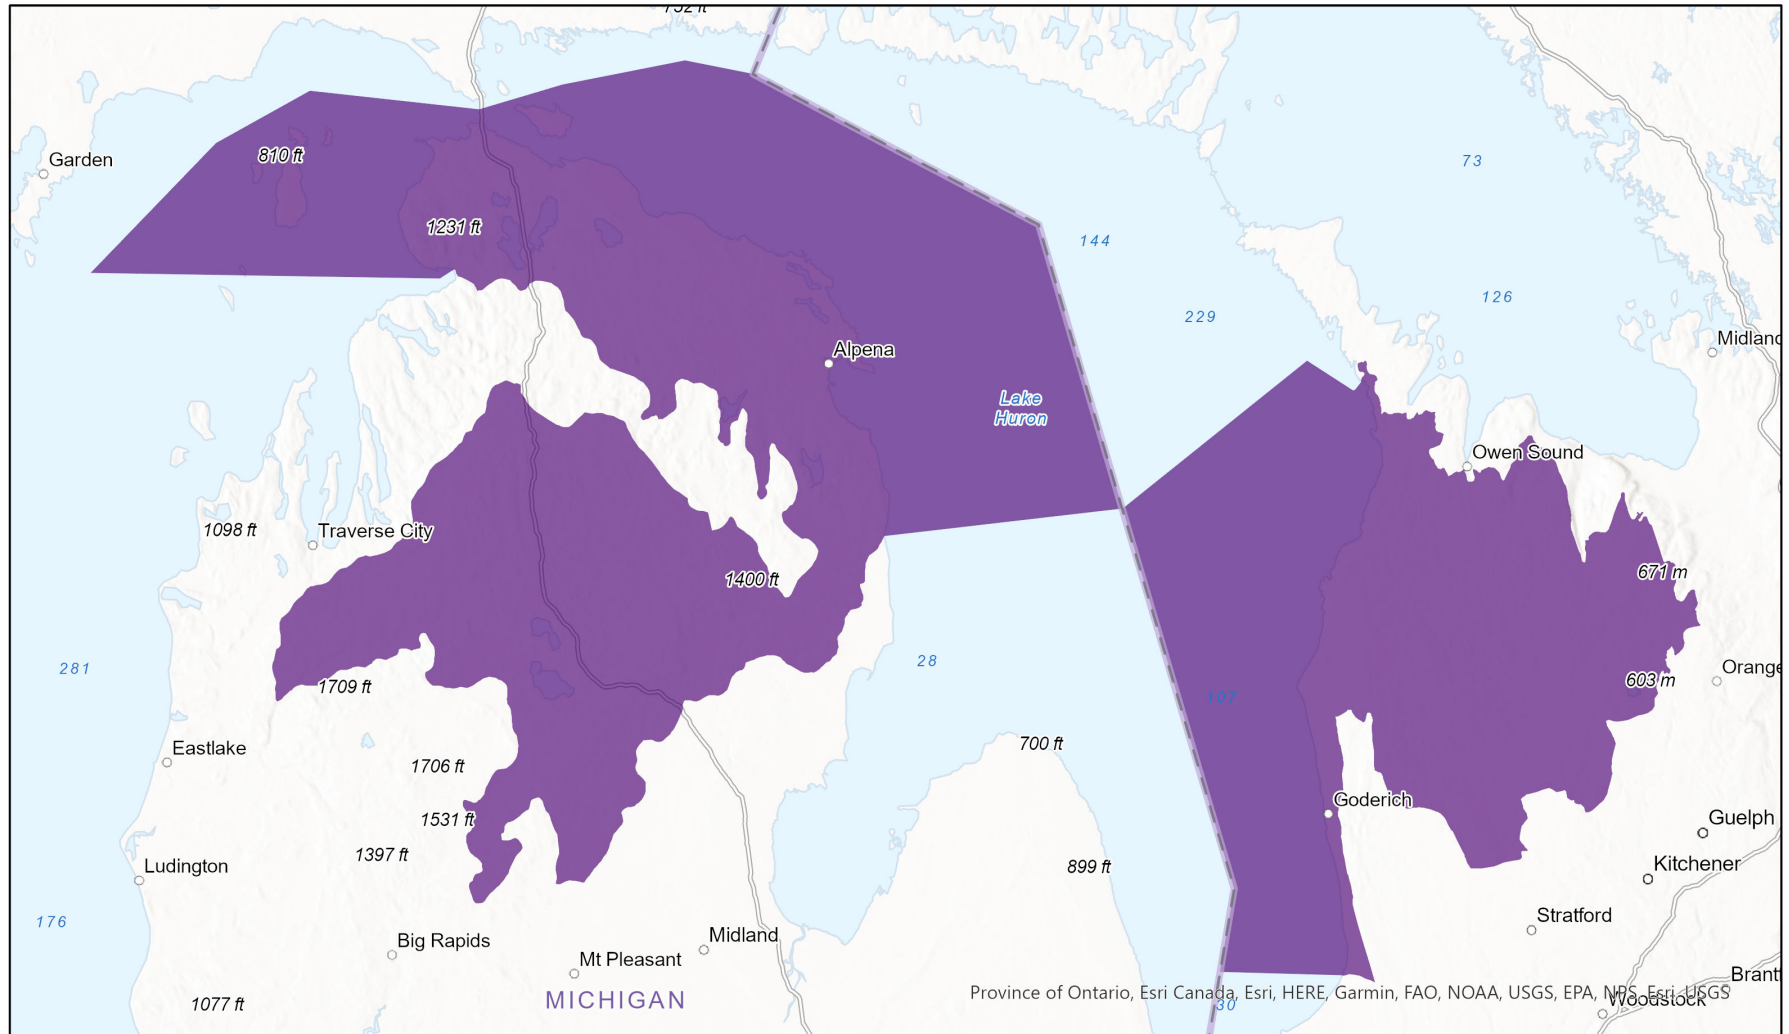 Garden
810 ft
73
1231 ft
144
126
229
Midland
Alpena
Lake
Huron
Owen Sound
1098 ft
Traverse City
671 m
1400 ft
28
281
603 m
Orange
1709 ft
107
700 ft
Eastlake
1706 ft
1531 ft
Goderich
Guelph
1397 ft
Ludington
899 ft
Kitchener
176
Stratford
Big Rapids
Midland
Mt Pleasant
Brant
MICHIGAN
Province of Ontario, Esri Canada, Esri, HERE, Garmin, FAO, NOAA, USGS, EPA, NPS, Esri, USGS
1077 ft
30
Woodstock